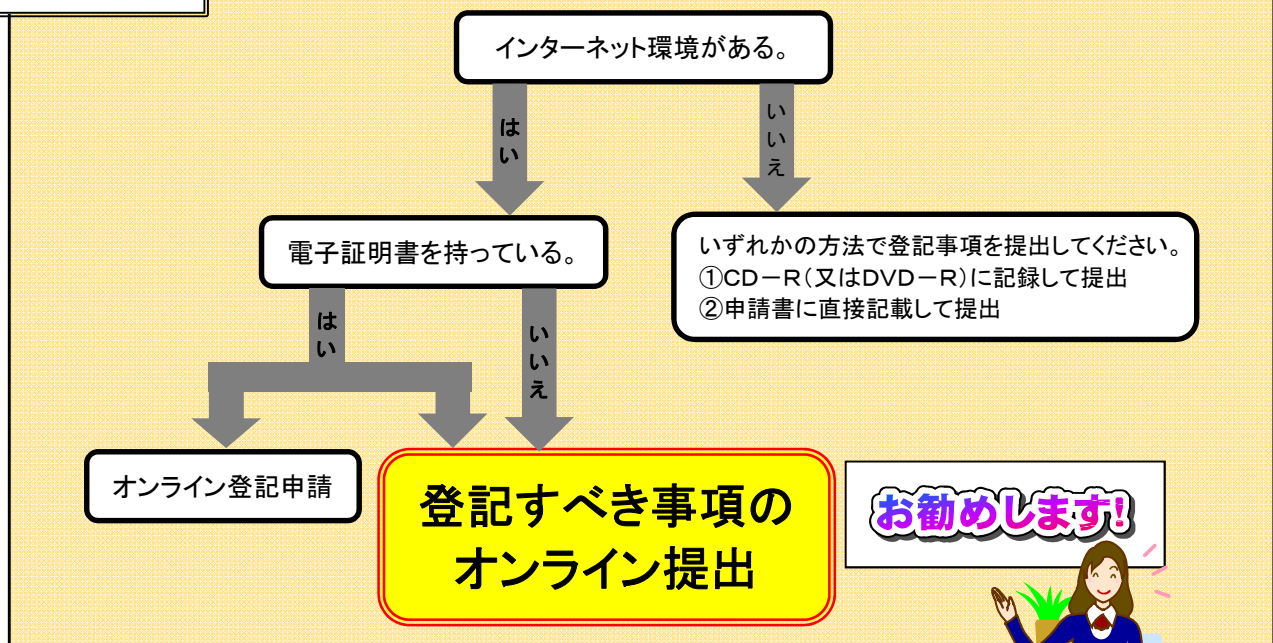 インターネット環境がある。
はい
いいえ
電子証明書を持っている。
いずれかの方法で登記事項を提出してください。
①CD－R（又はDVD－R）に記録して提出
②申請書に直接記載して提出
はい
いいえ
オンライン登記申請
登記すべき事項の
オンライン提出
お勧めします!